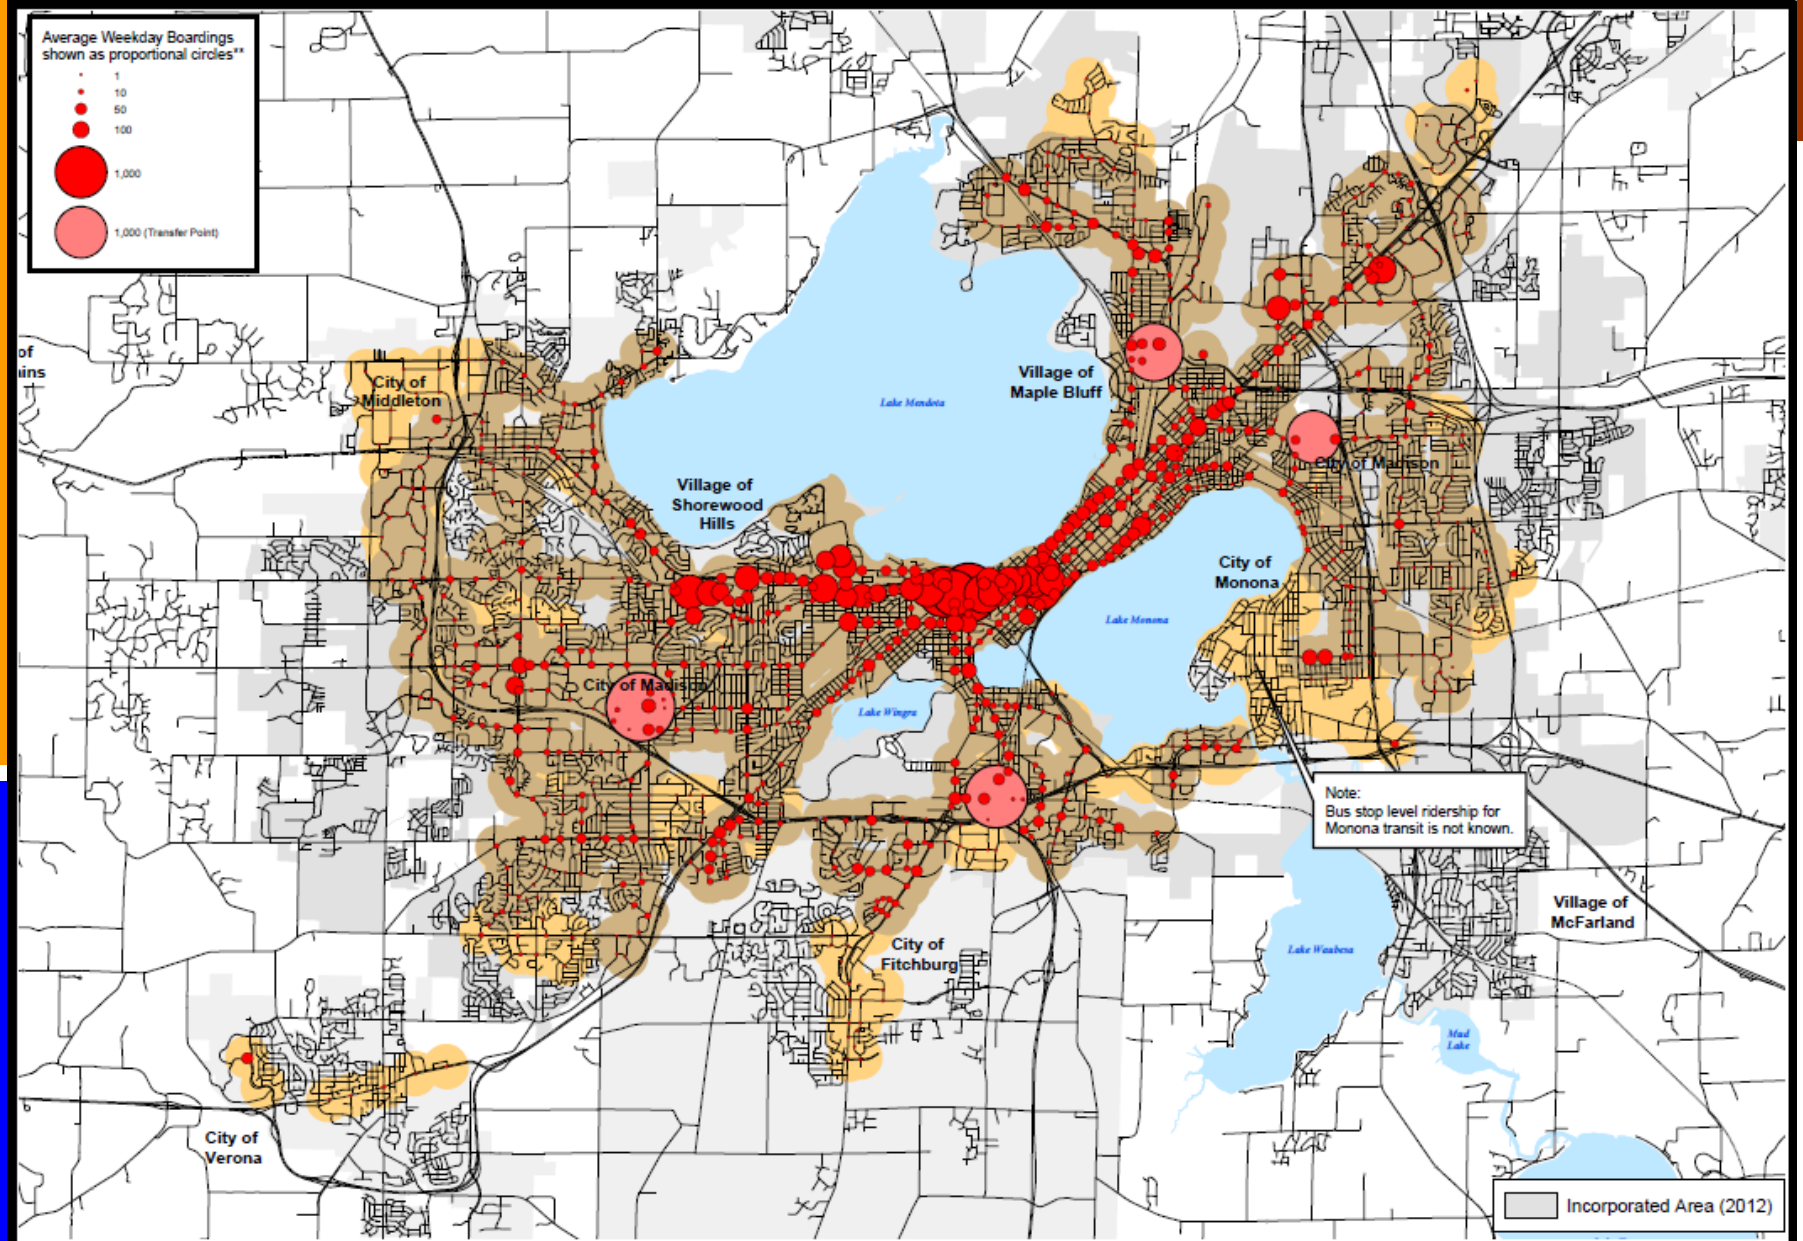 Average Weekday Boardings
shown as proportional circles**
1
10
50
100
1,000
1,000 (Transfer Point)
of
ins
City of
Middleton
Village of
Maple Bluff
Lake Mendota
City of Madison
Village of
Shorewood
Hills
City of
Monona
Lake Monona
City of Madison
Lake Wingra
Note:
Bus stop level ridership for
Monona transit is not known.
Village of
McFarland
City of
Fitchburg
Lake Waubesa
Mud
Lake
City of
Verona
Incorporated Area (2012)